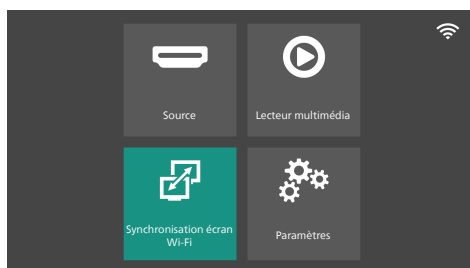 Source
Lecteur multimédia
Synchronisation écran
Wi-Fi
Paramètres